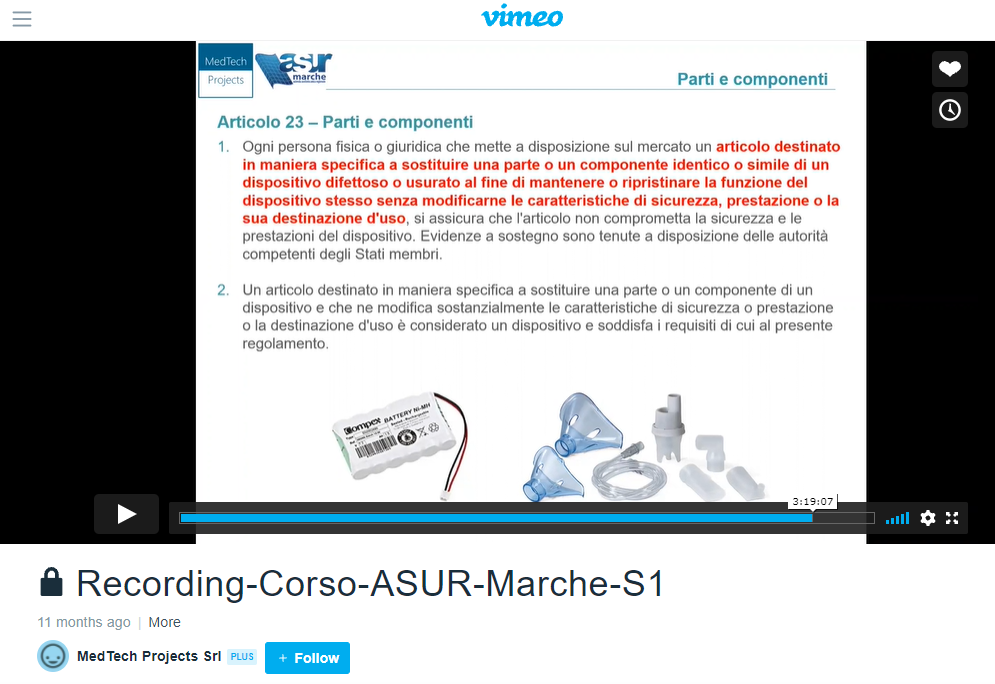 vimeo
MedTech
Projects
asur
marche
Parti e componenti
Articolo 23 – Parti e componenti
1. Ogni persona fisica o giuridica che mette a disposizione sul mercato un articolo destinato
in maniera specifica a sostituire una parte o un componente identico o simile di un
dispositivo difettoso o usurato al fine di mantenere o ripristinare la funzione del
dispositivo stesso senza modificarne le caratteristiche di sicurezza, prestazione o la
sua destinazione d'uso, si assicura che l'articolo non comprometta la sicurezza e le
prestazioni del dispositivo. Evidenze a sostegno sono tenute a disposizione delle autorità
competenti degli Stati membri.
2. Un articolo destinato in maniera specifica a sostituire una parte o un componente di un
dispositivo e che ne modifica sostanzialmente le caratteristiche di sicurezza o prestazione
o la destinazione d'uso è considerato un dispositivo e soddisfa i requisiti di cui al presente
regolamento.
Compex BATTERY Ni-MH
3:19:07
Recording-Corso-ASUR-Marche-S1
11 months ago | More
MedTech Projects Srl PLUS + Follow